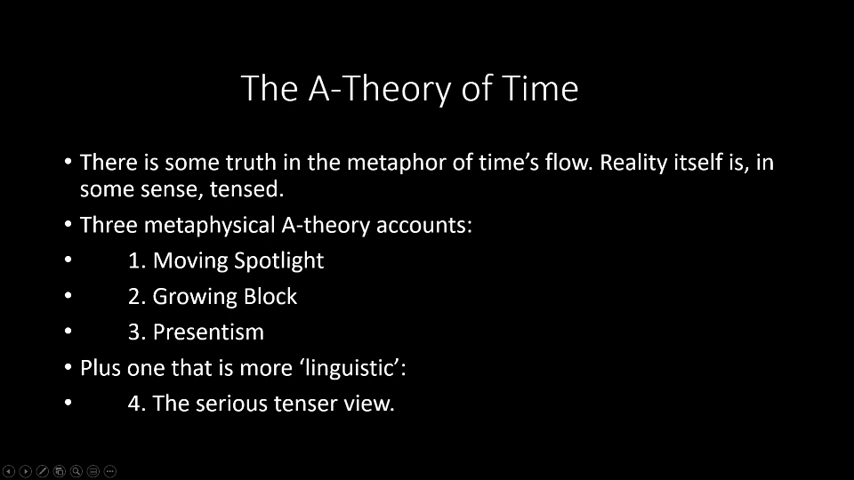 The A-Theory of Time
• There is some truth in the metaphor of time's flow. Reality itself is, in
some sense, tensed.
• Three metaphysical A-theory accounts:
• 1. Moving Spotlight
• 2. Growing Block
• 3. Presentism
• Plus one that is more ‘linguistic’:
• 4. The serious tenser view.